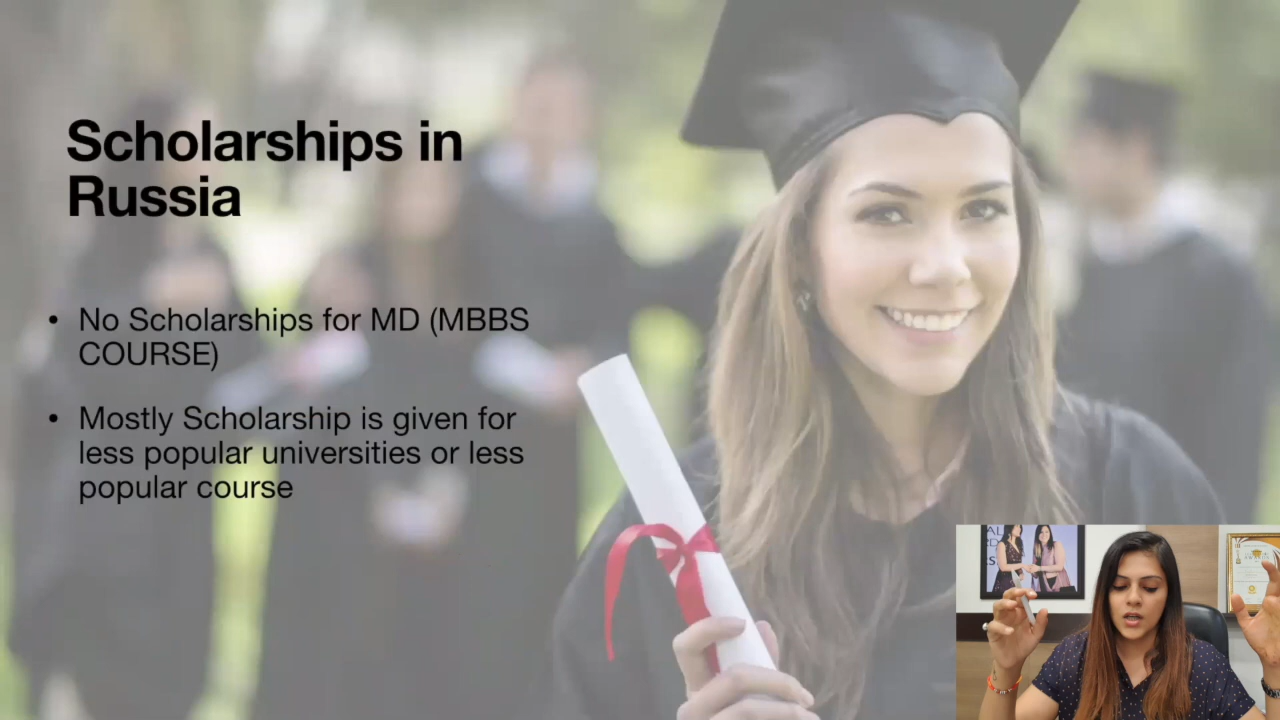 Scholarships in
Russia
• No Scholarships for MD (MBBS
COURSE)
• Mostly Scholarship is given for
less popular universities or less
popular course